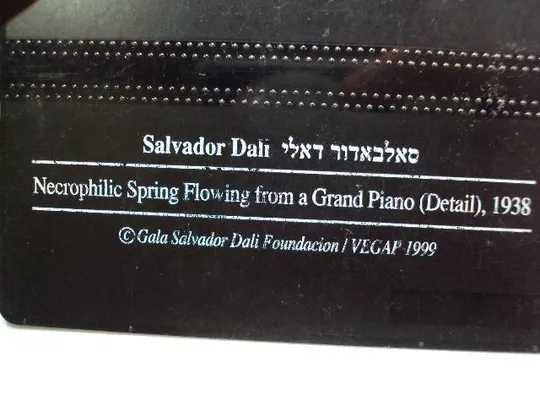 Salvador Dali סאלבאדור דאלי
Necrophilic Spring Flowing from a Grand Piano (Detail), 1938
© Gala Salvador Dali Foundacion / VEGAP 1999